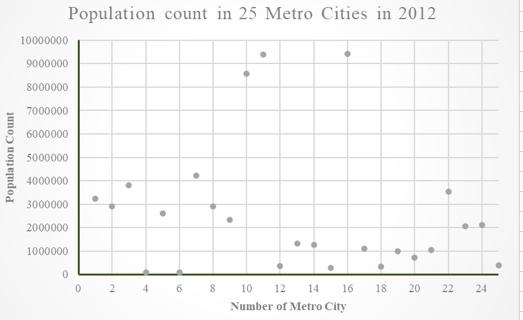 Population count in 25 Metro Cities in 2012
10000000
9000000
8000000
7000000
6000000
5000000
4000000
3000000
2000000
1000000
0
Population Count
0 2 4 6 8 10 12 14 16 18 20 22 24
Number of Metro City